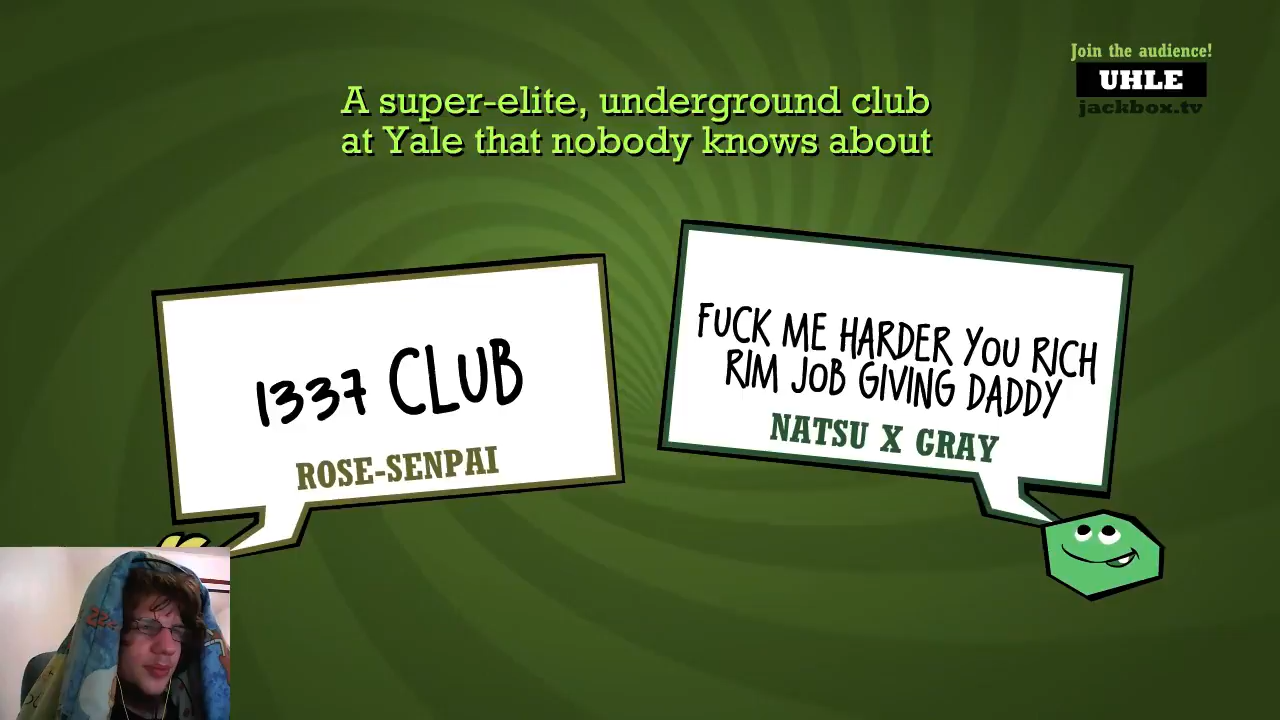 Join the audience!
UHLE
jackbox.tv
A super-elite, underground club
at Yale that nobody knows about
1337 CLUB
ROSE-SENPAI
FUCK ME HARDER YOU RICH
RIM JOB GIVING DADDY
NATSU X GRAY